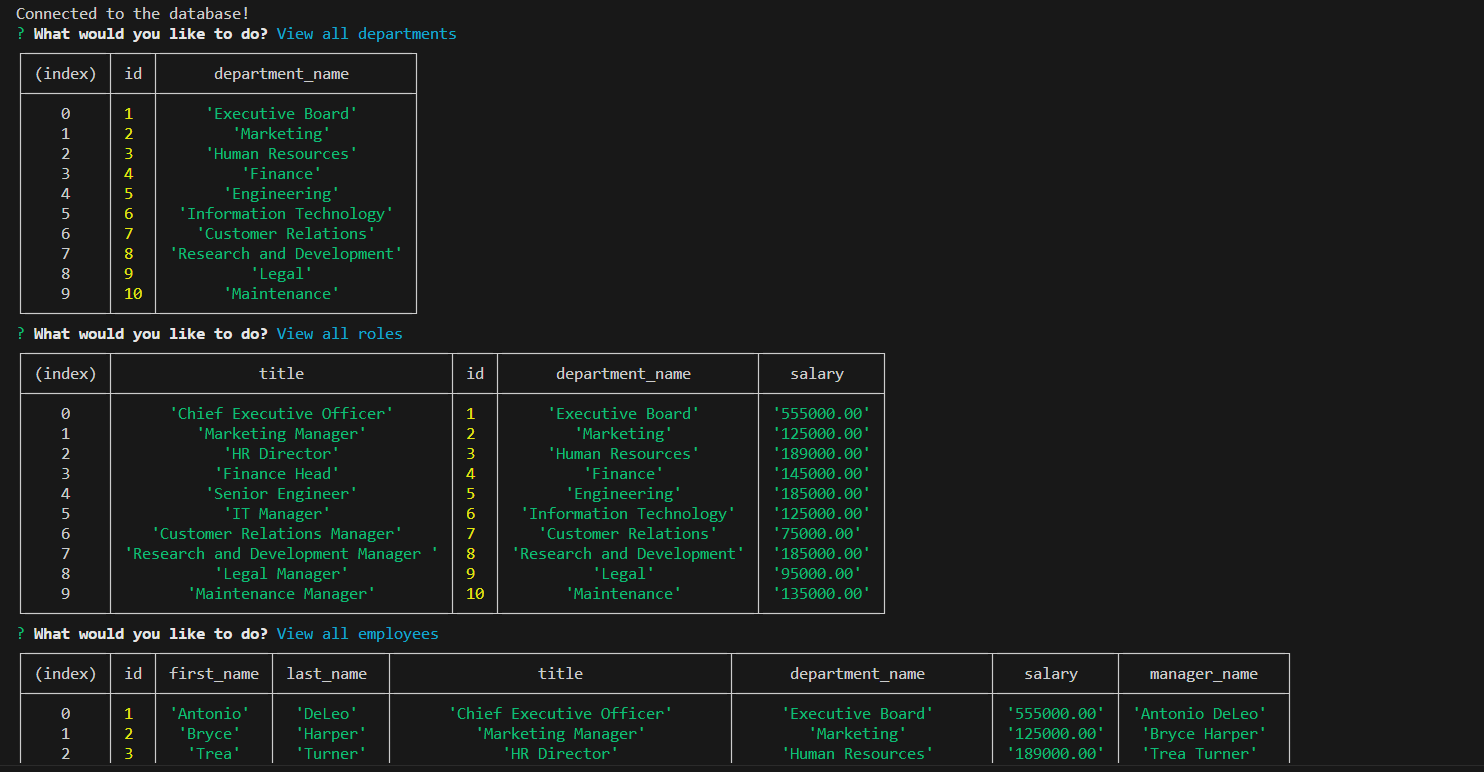 Connected to the database!
? What would you like to do? View all departments
(index) id department_name
0 1 'Executive Board'
1 2 'Marketing'
2 3 'Human Resources'
3 4 'Finance'
4 5 'Engineering'
5 6 'Information Technology'
6 7 'Customer Relations'
7 8 'Research and Development'
8 9 'Legal'
9 10 'Maintenance'
? What would you like to do? View all roles
(index) title id department_name salary
0 'Chief Executive Officer' 1 'Executive Board' '555000.00'
1 'Marketing Manager' 2 'Marketing' '125000.00'
2 'HR Director' 3 'Human Resources' '189000.00'
3 'Finance Head' 4 'Finance' '145000.00'
4 'Senior Engineer' 5 'Engineering' '185000.00'
5 'IT Manager' 6 'Information Technology' '125000.00'
6 'Customer Relations Manager' 7 'Customer Relations' '75000.00'
7 'Research and Development Manager ' 8 'Research and Development' '185000.00'
8 'Legal Manager' 9 'Legal' '95000.00'
9 'Maintenance Manager' 10 'Maintenance' '135000.00'
? What would you like to do? View all employees
(index) id first_name last_name title department_name salary manager_name
0 1 'Antonio' 'DeLeo' 'Chief Executive Officer' 'Executive Board' '555000.00' 'Antonio DeLeo'
1 2 'Bryce' 'Harper' 'Marketing Manager' 'Marketing' '125000.00' 'Bryce Harper'
2 3 'Trea' 'Turner' 'HR Director' 'Human Resources' '189000.00' 'Trea Turner'